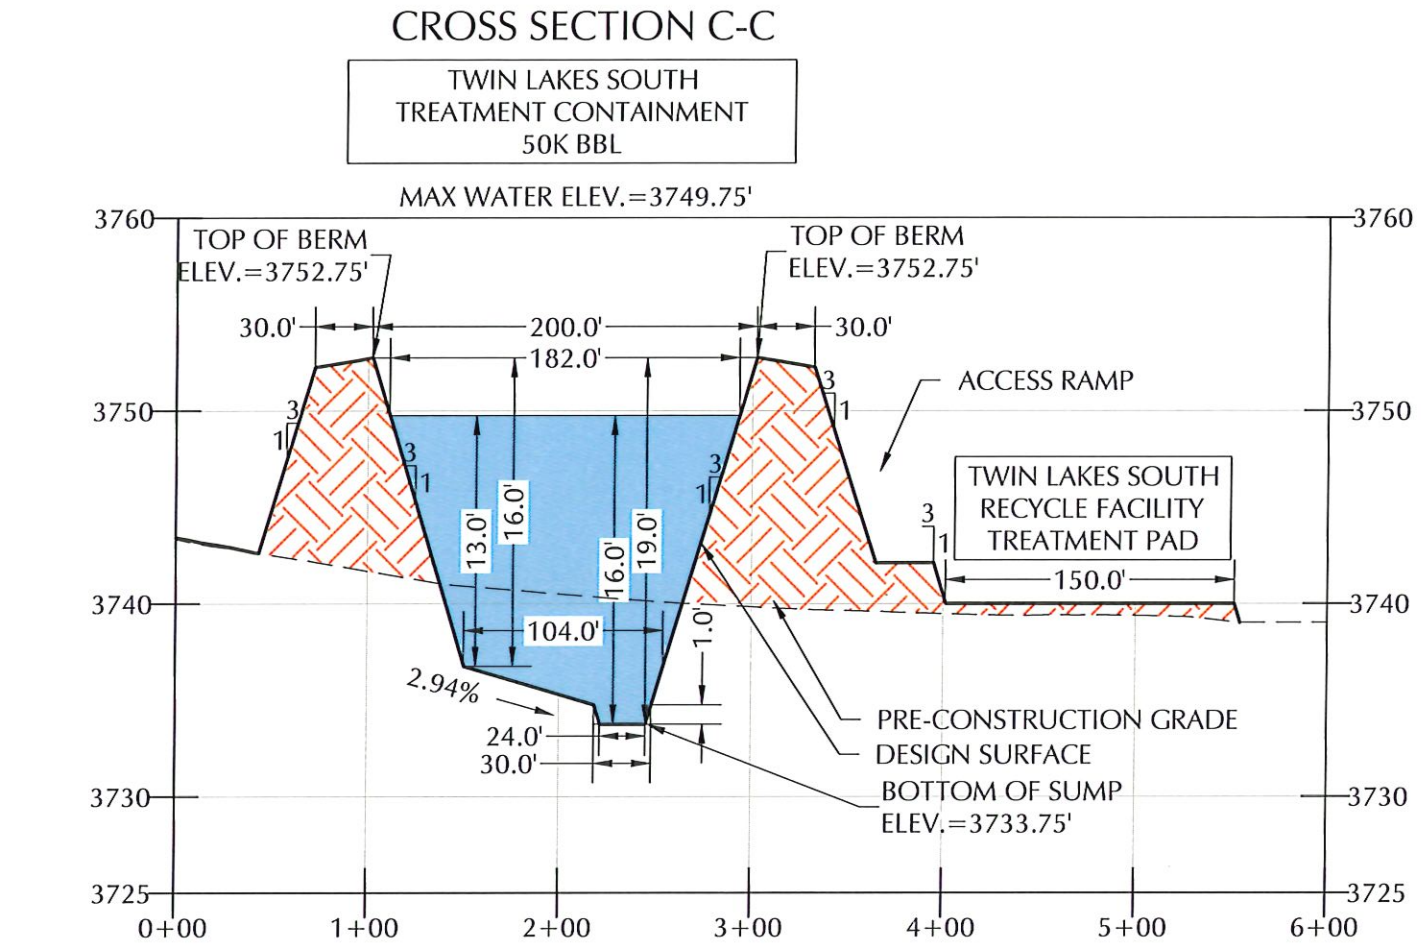 CROSS SECTION C-C
TWIN LAKES SOUTH
TREATMENT CONTAINMENT
50K BBL
MAX WATER ELEV.=3749.75'
3760
3760
TOP OF BERM
ELEV.=3752.75'
TOP OF BERM
ELEV.=3752.75'
30.0'
200.0'
30.0'
182.0'
ACCESS RAMP
3
1
3750
3750
3
1
3
1
3
1
TWIN LAKES SOUTH
RECYCLE FACILITY
TREATMENT PAD
13.0'
16.0'
16.0'
19.0'
3
1
150.0'
3740
3740
104.0'
1.0'
2.94%
PRE-CONSTRUCTION GRADE
24.0'
DESIGN SURFACE
30.0'
BOTTOM OF SUMP
ELEV.=3733.75'
3730
3730
3725
3725
0+00
1+00
2+00
3+00
4+00
5+00
6+00